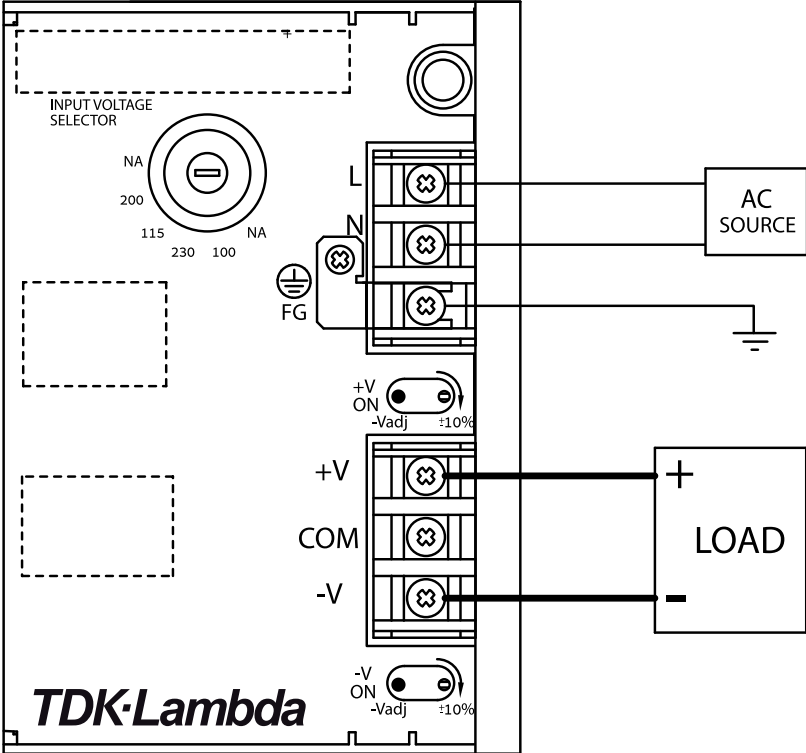 INPUT VOLTAGE
SELECTOR
NA
200
115
230
100
NA
L
N
FG
AC
SOURCE
+V
ON
-Vadj
±10%
+V
COM
-V
+
LOAD
-
-V
ON
-Vadj
±10%
TDK·Lambda